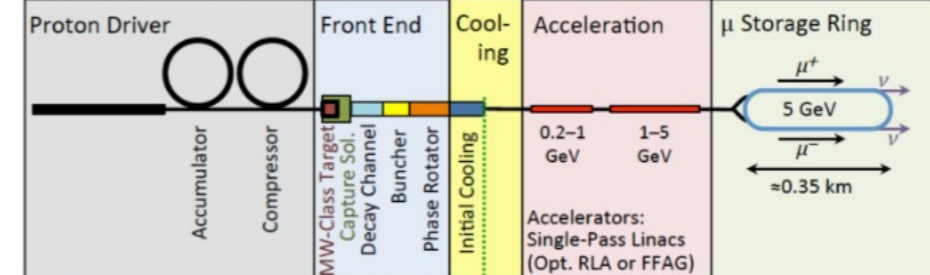 Proton Driver
Accumulator
Compressor
Front End
MW-Class Target
Capture Sol.
Decay Channel
Buncher
Phase Rotator
Cool-
ing
Initial Cooling
Acceleration
0.2–1
GeV
1–5
GeV
Accelerators:
Single-Pass Linacs
(Opt. RLA or FFAG)
μ Storage Ring
μ⁺
ν
5 GeV
μ⁻
ν
≈0.35 km